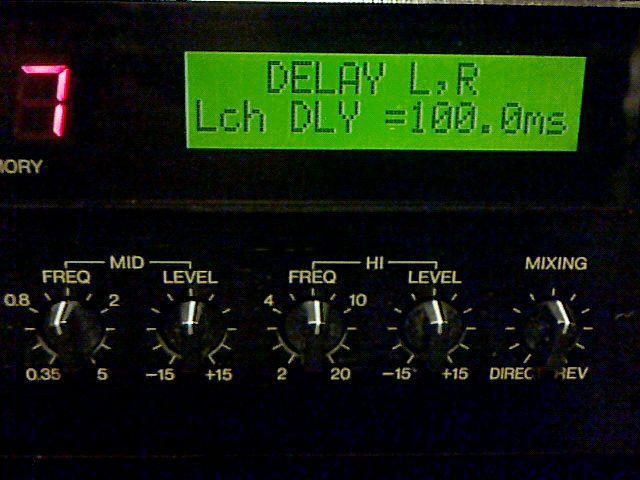 7
DELAY L,R
Lch DLY =100.0ms
MORY
MID
HI
MIXING
FREQ
LEVEL
FREQ
LEVEL
0.8
2
4
10
0.35
5
-15
+15
2
20
-15
+15
DIRECT
REV